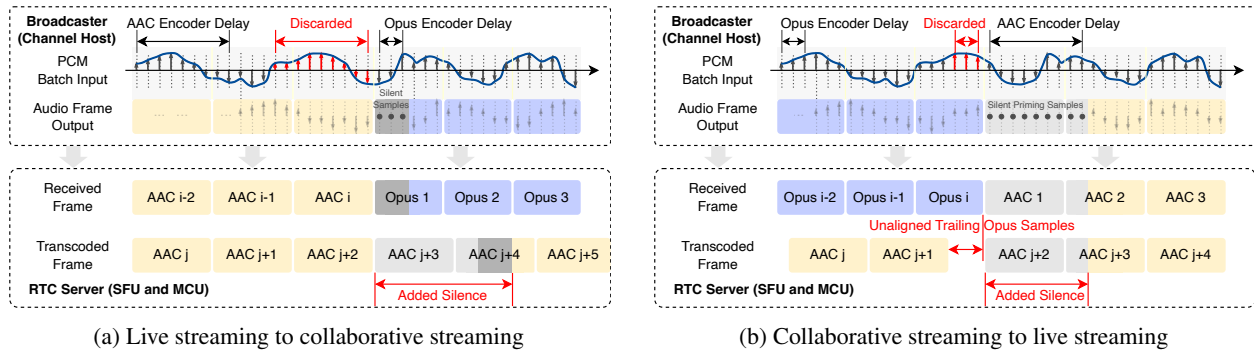 Broadcaster
(Channel Host)
AAC Encoder Delay
Discarded
Opus Encoder Delay
PCM
Batch Input
Silent
Samples
Audio Frame
Output
... ... ...
Received
Frame
AAC i-2
AAC i-1
AAC i
Opus 1
Opus 2
Opus 3
Transcoded
Frame
AAC j
AAC j+1
AAC j+2
AAC j+3
AAC j+4
AAC j+5
RTC Server (SFU and MCU)
Added Silence
(a) Live streaming to collaborative streaming
Broadcaster
(Channel Host)
Opus Encoder Delay
Discarded
AAC Encoder Delay
PCM
Batch Input
Audio Frame
Output
...
Silent Priming Samples
Received
Frame
Opus i-2
Opus i-1
Opus i
AAC 1
AAC 2
AAC 3
Unaligned Trailing Opus Samples
Transcoded
Frame
AAC j
AAC j+1
AAC j+2
AAC j+3
AAC j+4
RTC Server (SFU and MCU)
Added Silence
(b) Collaborative streaming to live streaming